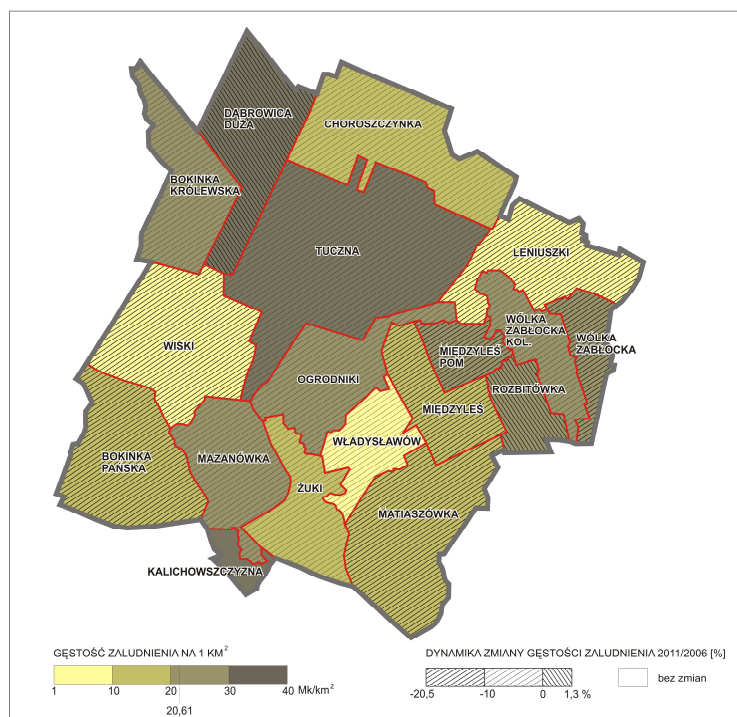 DĄBROWICA
DUŻA
CHOROSZCZYNKA
BOKINKA
KRÓLEWSKA
TUCZNA
LENIUSZKI
WÓLKA
ZABŁOCKA
KOL.
WÓLKA
ZABŁOCKA
WISKI
MIĘDZYLEŚ
POM
OGRODNIKI
ROZBITÓWKA
MIĘDZYLEŚ
WŁADYSŁAWÓW
BOKINKA
PAŃSKA
MAZANÓWKA
ŻUKI
MATIASZÓWKA
KALICHOWSZCZYZNA
GĘSTOŚĆ ZALUDNIENIA NA 1 KM²
1 10 20 30 40 Mk/km²
20,61
DYNAMIKA ZMIANY GĘSTOŚCI ZALUDNIENIA 2011/2006 [%]
-20,5 -10 0 1,3 %
bez zmian